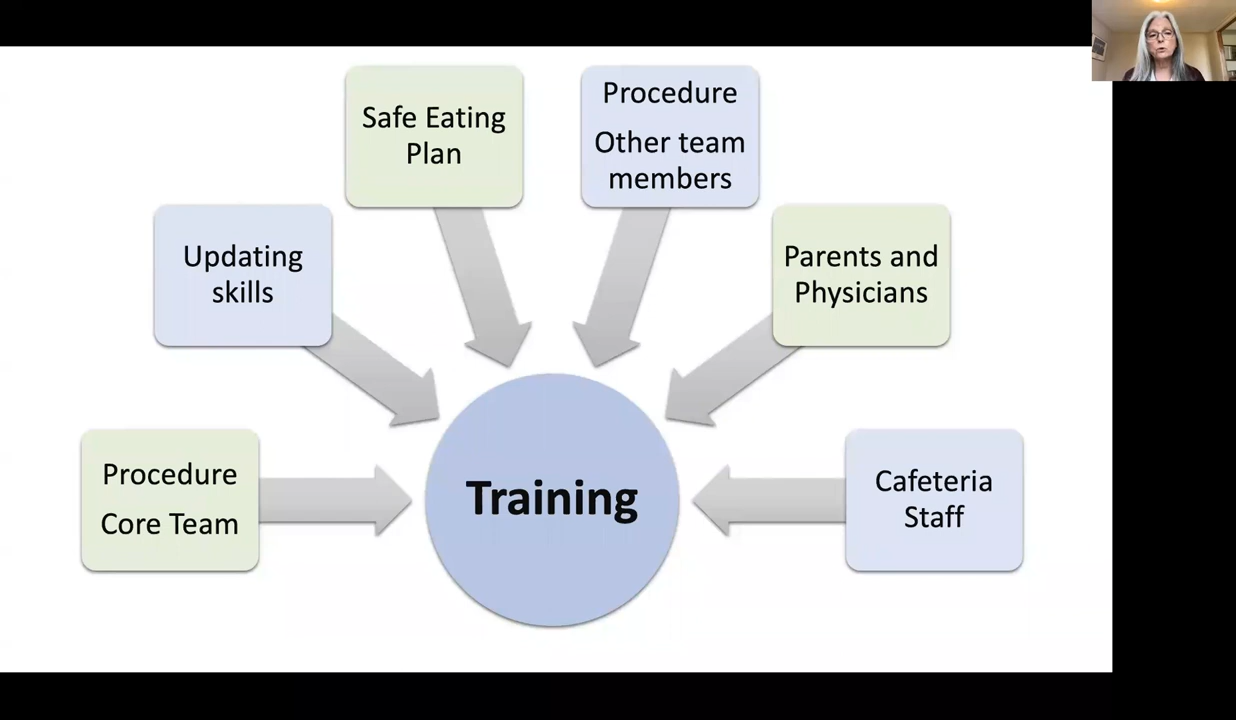 Safe Eating
Plan
Procedure
Other team
members
Updating
skills
Parents and
Physicians
Procedure
Core Team
Training
Cafeteria
Staff